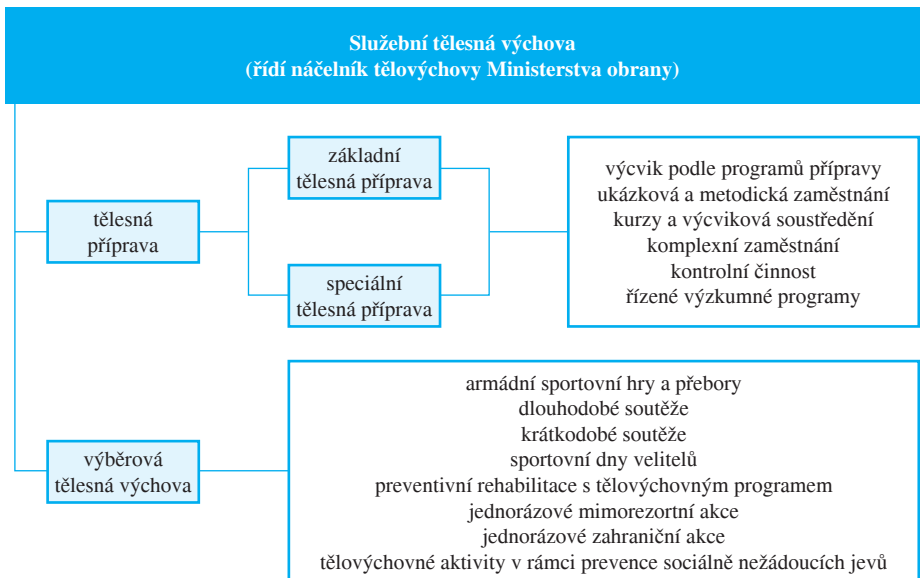 Služební tělesná výchova
(řídí náčelník tělovýchovy Ministerstva obrany)
tělesná
příprava
základní
tělesná příprava
speciální
tělesná příprava
výcvik podle programů přípravy
ukázková a metodická zaměstnání
kurzy a výcviková soustředění
komplexní zaměstnání
kontrolní činnost
řízené výzkumné programy
výběrová
tělesná výchova
armádní sportovní hry a přebory
dlouhodobé soutěže
krátkodobé soutěže
sportovní dny velitelů
preventivní rehabilitace s tělovýchovným programem
jednorázové mimorezortní akce
jednorázové zahraniční akce
tělovýchovné aktivity v rámci prevence sociálně nežádoucích jevů